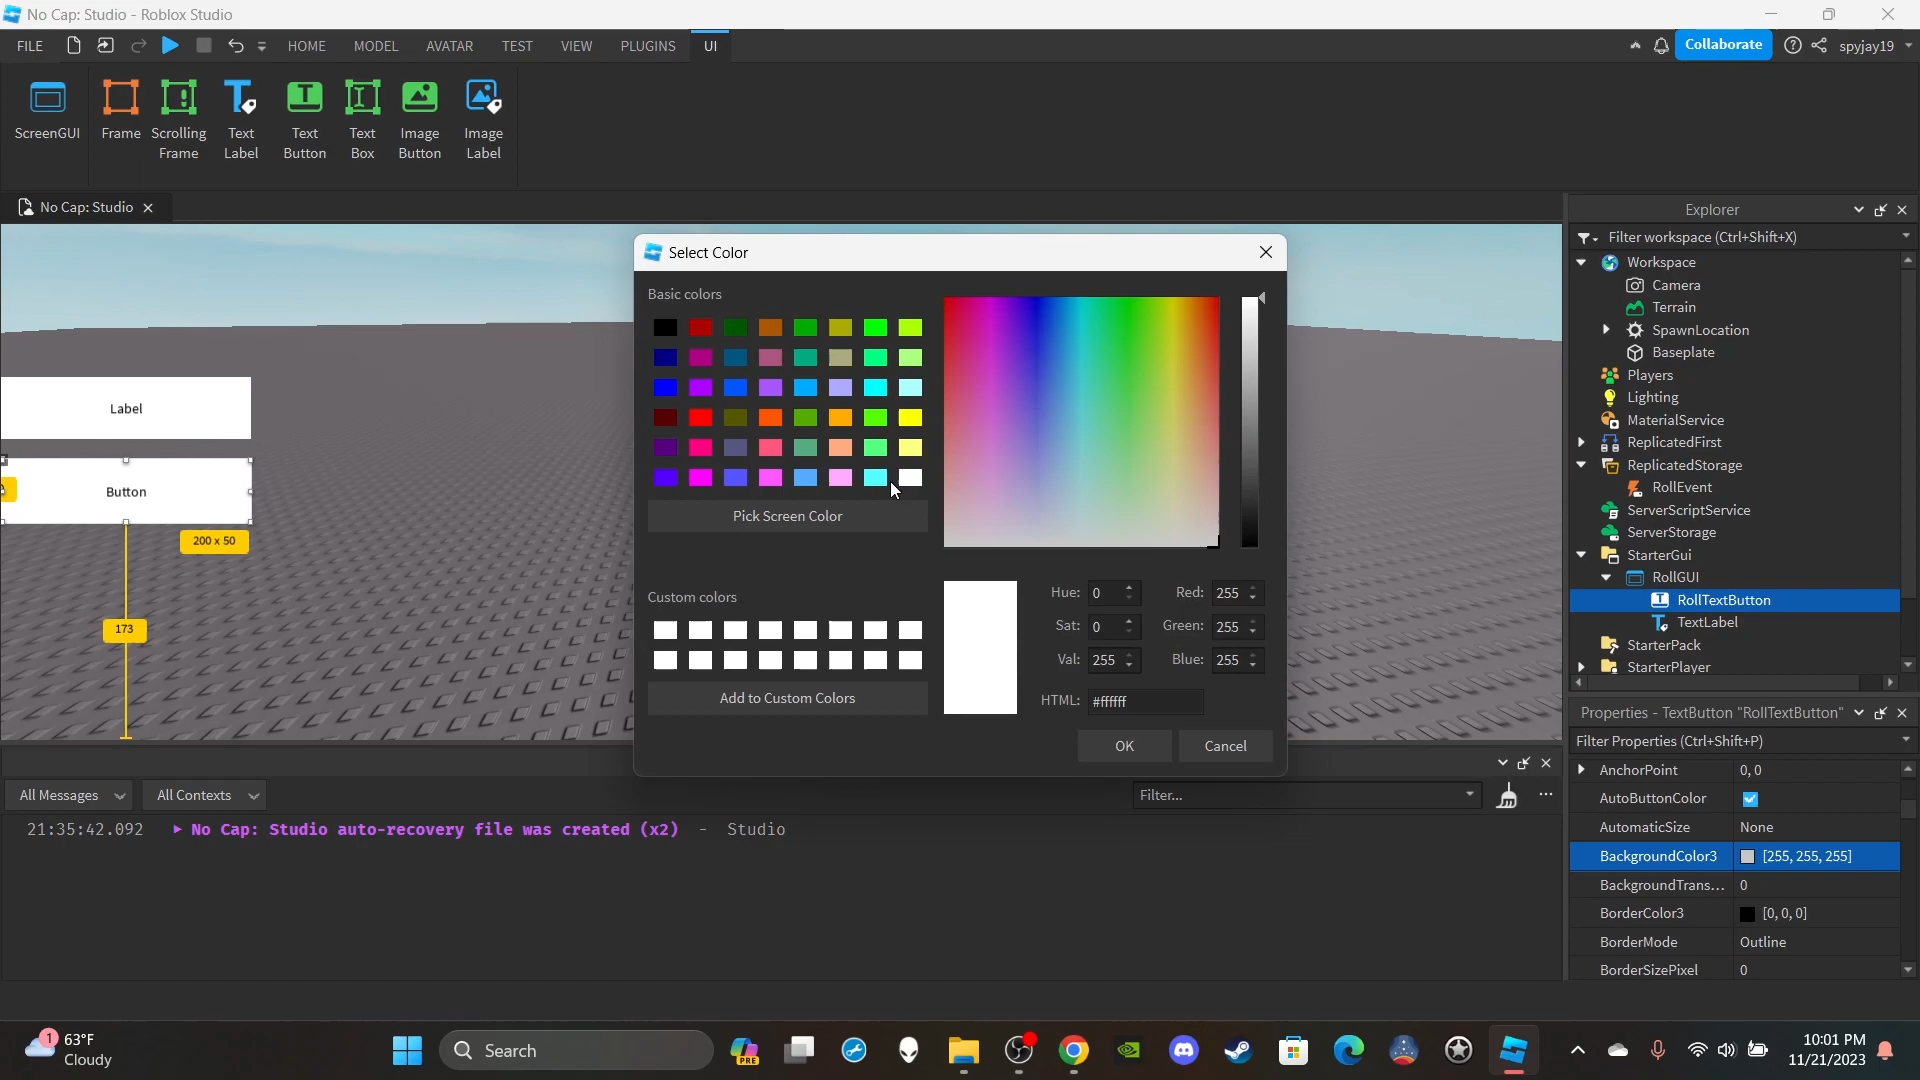 No Cap: Studio - Roblox Studio
FILE
HOME
MODEL
AVATAR
TEST
VIEW
PLUGINS
UI
Collaborate
spyjay19
ScreenGUI
Frame
Scrolling
Frame
Text
Label
Text
Button
Text
Box
Image
Button
Image
Label
No Cap: Studio
Label
Button
200 x 50
173
Select Color
Basic colors
Pick Screen Color
Custom colors
Add to Custom Colors
Hue: 0
Red: 255
Sat: 0
Green: 255
Val: 255
Blue: 255
HTML: #ffffff
OK
Cancel
Explorer
Filter workspace (Ctrl+Shift+X)
Workspace
Camera
Terrain
SpawnLocation
Baseplate
Players
Lighting
MaterialService
ReplicatedFirst
ReplicatedStorage
RollEvent
ServerScriptService
ServerStorage
StarterGui
RollGUI
RollTextButton
TextLabel
StarterPack
StarterPlayer
Properties - TextButton "RollTextButton"
Filter Properties (Ctrl+Shift+P)
AnchorPoint 0, 0
AutoButtonColor
AutomaticSize None
BackgroundColor3 [255, 255, 255]
BackgroundTrans... 0
BorderColor3 [0, 0, 0]
BorderMode Outline
BorderSizePixel 0
All Messages
All Contexts
Filter...
21:35:42.092 No Cap: Studio auto-recovery file was created (x2) - Studio
1
63°F
Cloudy
Search
PRE
10:01 PM
11/21/2023